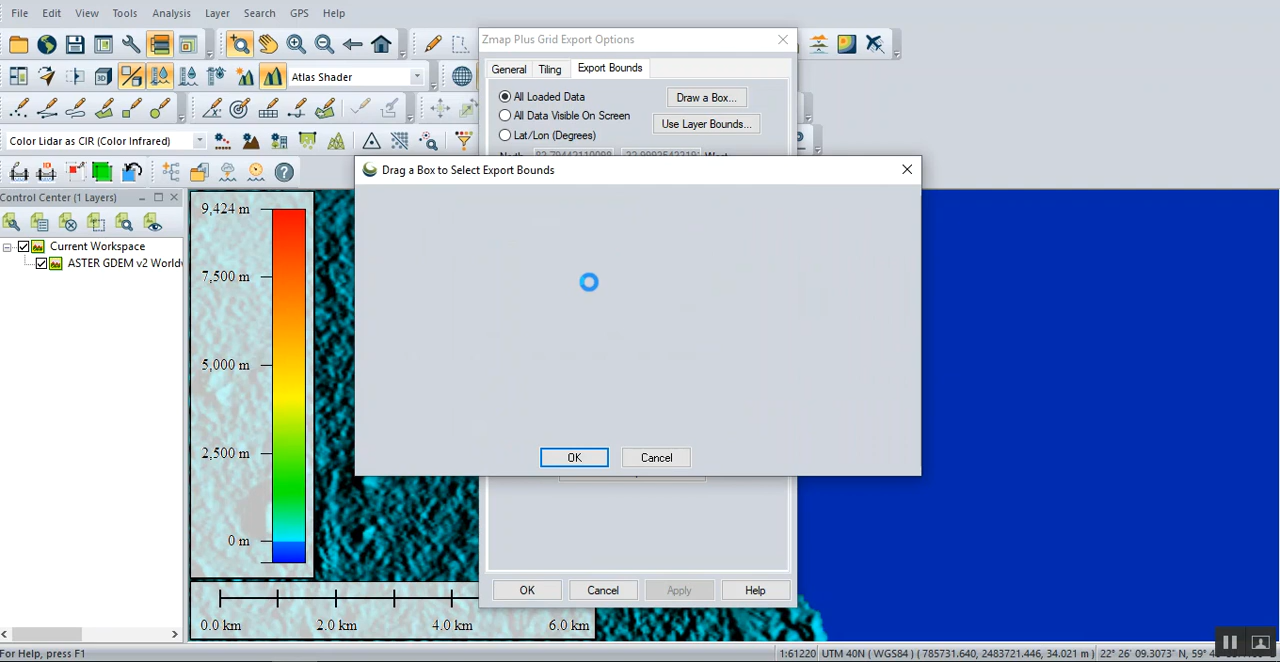 File Edit View Tools Analysis Layer Search GPS Help
Zmap Plus Grid Export Options
Atlas Shader
General Tiling Export Bounds
All Loaded Data
Draw a Box...
All Data Visible On Screen
Use Layer Bounds...
Lat/Lon (Degrees)
Color Lidar as CIR (Color Infrared)
Drag a Box to Select Export Bounds
Control Center (1 Layers)
Current Workspace
ASTER GDEM v2 Worldv
9,424 m
7,500 m
5,000 m
2,500 m
0 m
OK Cancel
OK Cancel Apply Help
0.0 km 2.0 km 4.0 km 6.0 km
For Help, press F1
1:61220 UTM 40N ( WGS84 ) ( 785731.640, 2483721.446, 34.021 m ) 22° 26' 09.3073" N, 59°